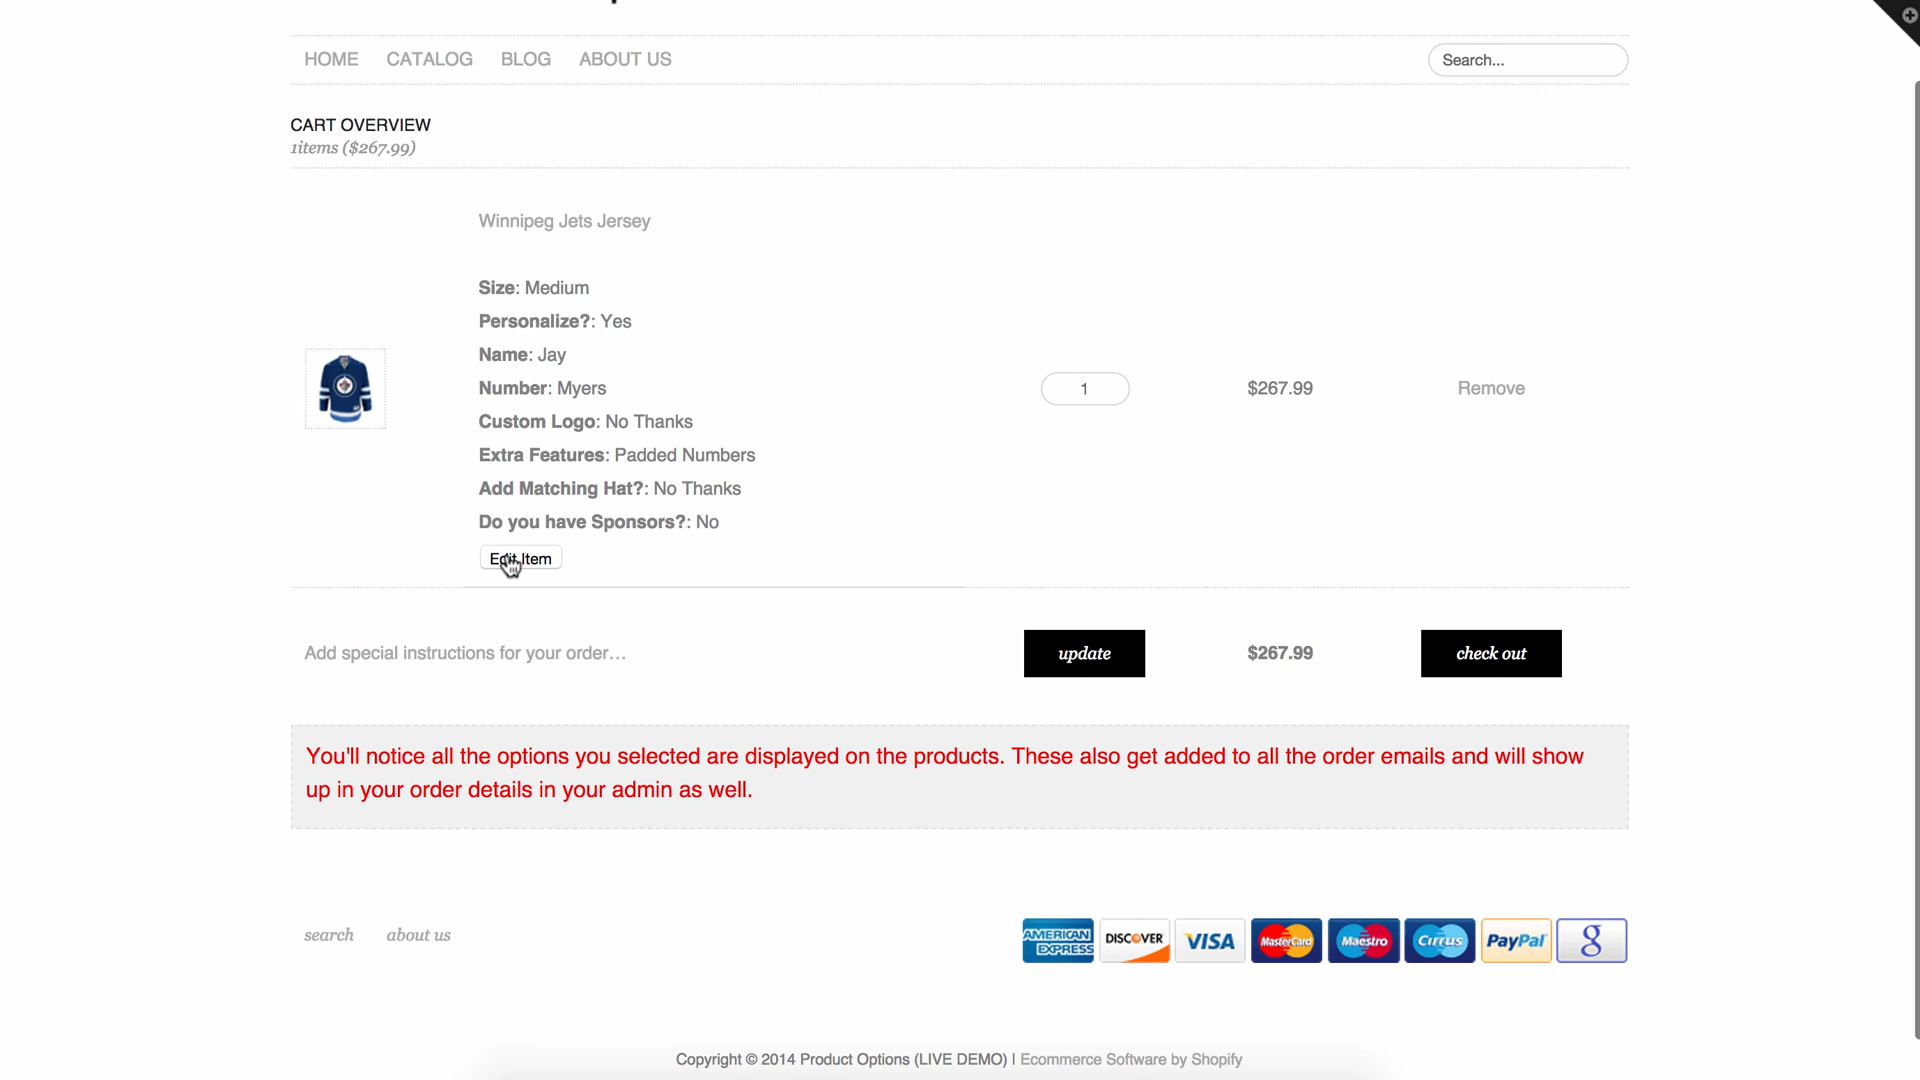 HOME CATALOG BLOG ABOUT US
Search...
CART OVERVIEW
1items ($267.99)
Winnipeg Jets Jersey
Size: Medium
Personalize?: Yes
Name: Jay
Number: Myers
Custom Logo: No Thanks
Extra Features: Padded Numbers
Add Matching Hat?: No Thanks
Do you have Sponsors?: No
Edit Item
1 $267.99 Remove
Add special instructions for your order… update $267.99 check out
You'll notice all the options you selected are displayed on the products. These also get added to all the order emails and will show
up in your order details in your admin as well.
search about us
AMERICAN EXPRESS DISCOVER VISA MasterCard Maestro Cirrus PayPal g
Copyright © 2014 Product Options (LIVE DEMO) | Ecommerce Software by Shopify